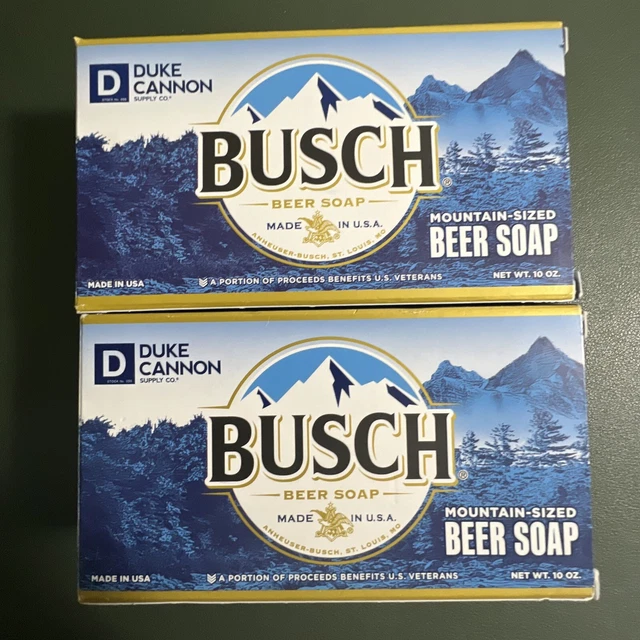 D
DUKE
CANNON
SUPPLY CO.®
BUSCH®
BEER SOAP
MADE IN U.S.A.
ANHEUSER-BUSCH, ST. LOUIS, MO
MOUNTAIN-SIZED
BEER SOAP
MADE IN USA
A PORTION OF PROCEEDS BENEFITS U.S. VETERANS
NET WT. 10 OZ.
D
DUKE
CANNON
SUPPLY CO.®
BUSCH®
BEER SOAP
MADE IN U.S.A.
ANHEUSER-BUSCH, ST. LOUIS, MO
MOUNTAIN-SIZED
BEER SOAP
MADE IN USA
A PORTION OF PROCEEDS BENEFITS U.S. VETERANS
NET WT. 10 OZ.